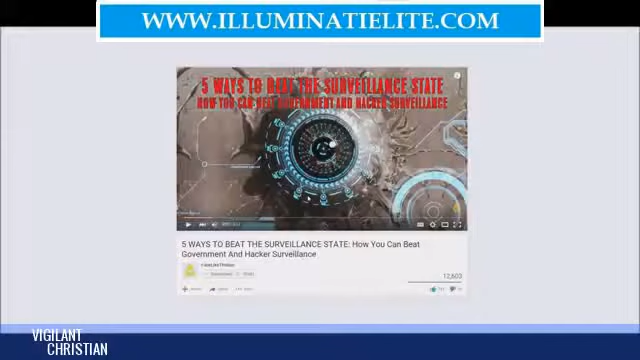 WWW.ILLUMINATIELITE.COM
5 WAYS TO BEAT THE SURVEILLANCE STATE
HOW YOU CAN BEAT GOVERNMENT AND HACKER SURVEILLANCE
5 WAYS TO BEAT THE SURVEILLANCE STATE: How You Can Beat
Government And Hacker Surveillance
12,603
VIGILANT
CHRISTIAN